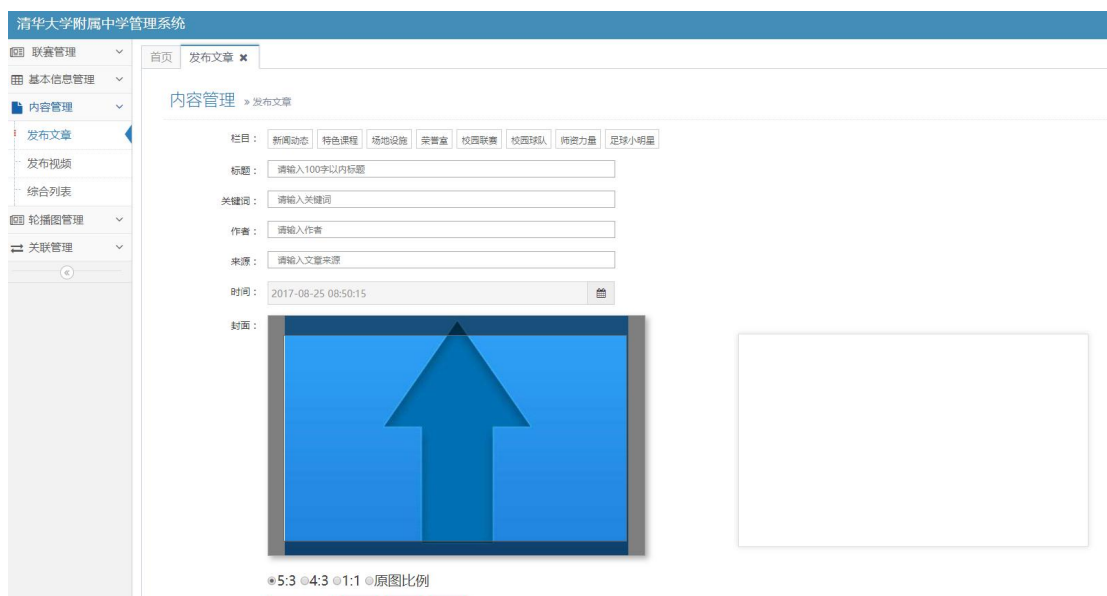 清华大学附属中学管理系统
联赛管理
基本信息管理
内容管理
发布文章
发布视频
综合列表
轮播图管理
关联管理
首页 发布文章 ✖
内容管理 » 发布文章
栏目: 新闻动态 特色课程 场地设施 荣誉室 校园联赛 校园球队 师资力量 足球小明星
标题: 请输入100字以内标题
关键词: 请输入关键词
作者: 请输入作者
来源: 请输入文章来源
时间: 2017-08-25 08:50:15
封面:
5:3 4:3 1:1 原图比例